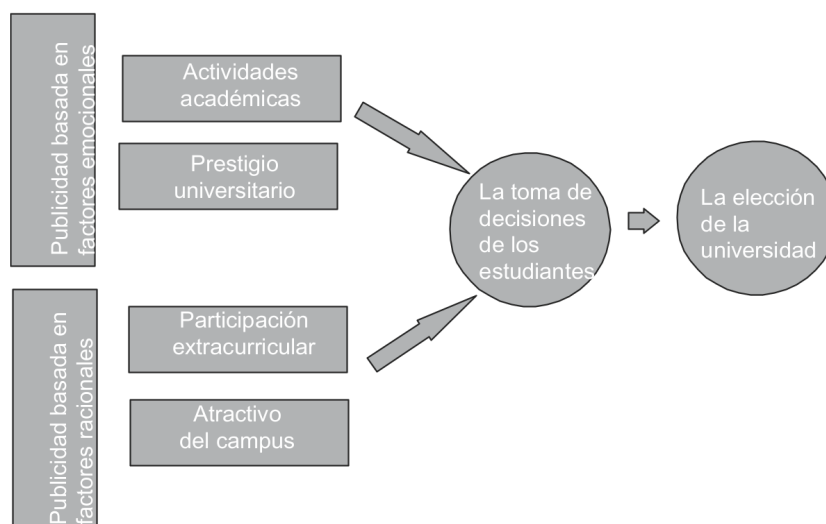 Publicidad basada en
factores emocionales
Actividades
académicas
Prestigio
universitario
Publicidad basada en
factores racionales
Participación
extracurricular
Atractivo
del campus
La toma de
decisiones
de los
estudiantes
La elección
de la
universidad